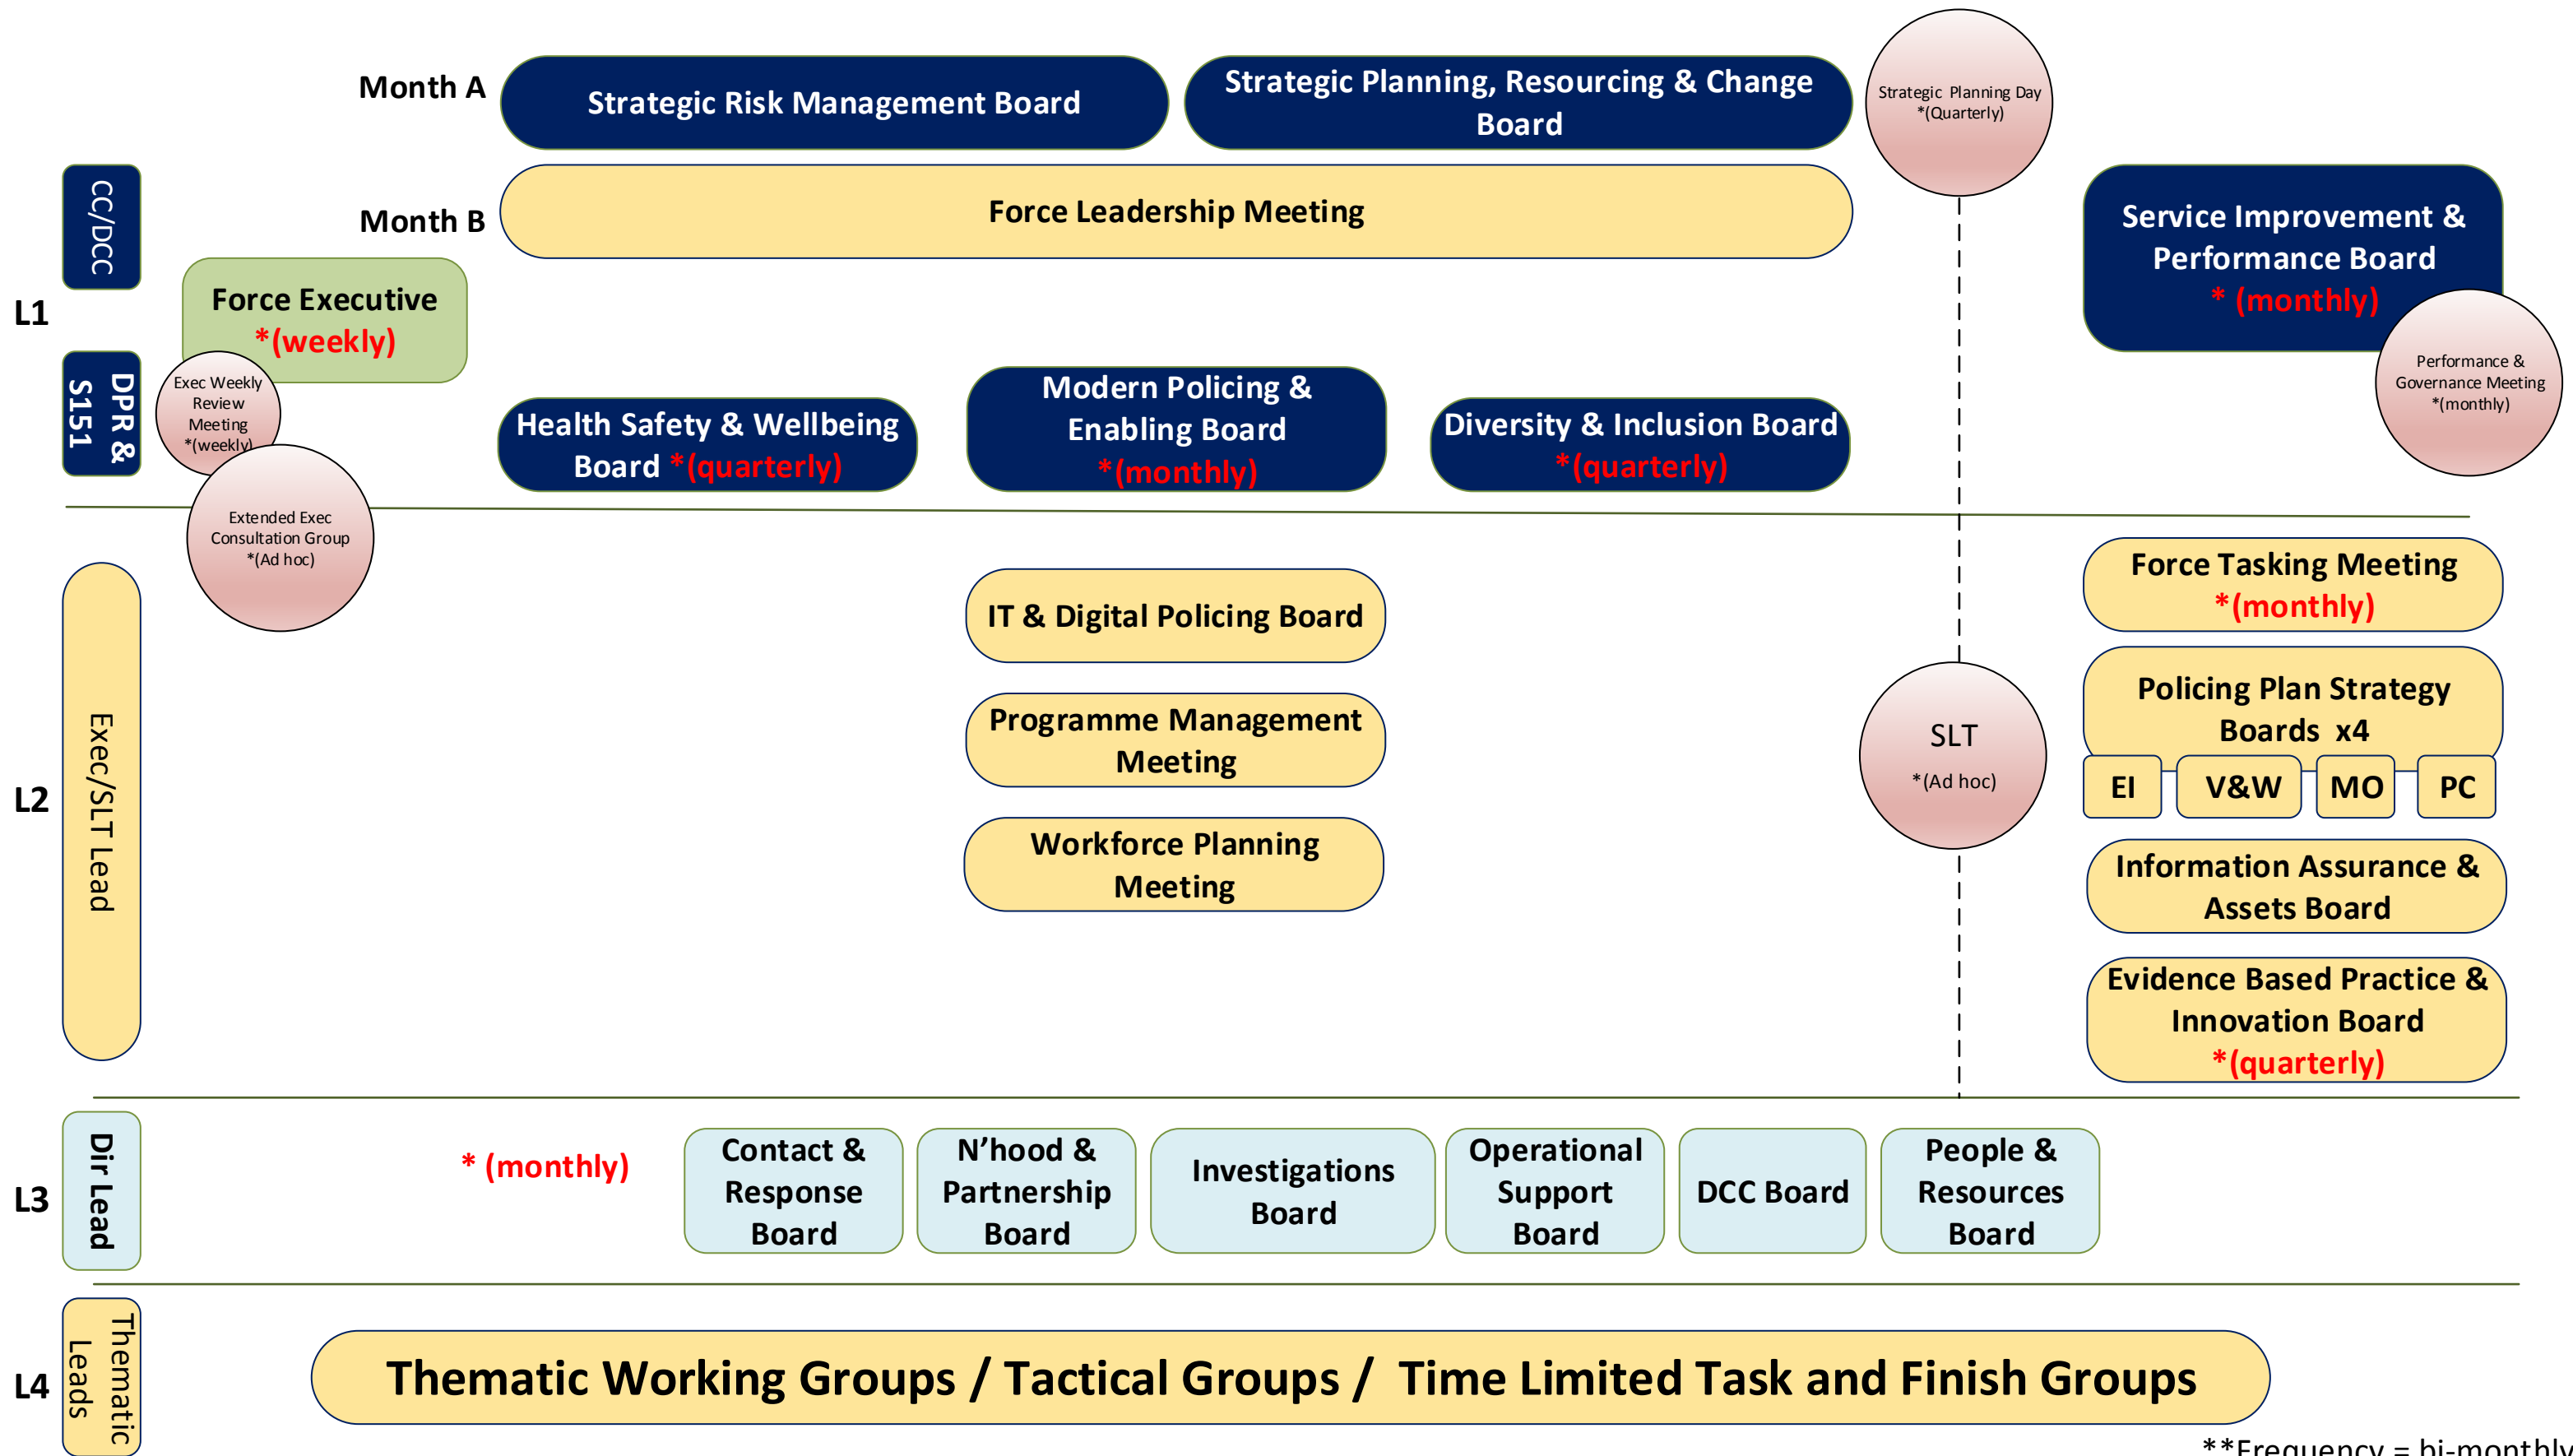 Month A
Strategic Risk Management Board
Strategic Planning, Resourcing & Change
Board
Strategic Planning Day
*(Quarterly)
CC/DCC
Month B
Force Leadership Meeting
Service Improvement &
Performance Board
* (monthly)
L1
Force Executive
*(weekly)
DPR &
S151
Exec Weekly
Review
Meeting
*(weekly)
Health Safety & Wellbeing
Board *(quarterly)
Modern Policing &
Enabling Board
*(monthly)
Diversity & Inclusion Board
*(quarterly)
Performance &
Governance Meeting
*(monthly)
Extended Exec
Consultation Group
*(Ad hoc)
L2
Exec/SLT Lead
IT & Digital Policing Board
Programme Management
Meeting
Workforce Planning
Meeting
SLT
*(Ad hoc)
Force Tasking Meeting
*(monthly)
Policing Plan Strategy
Boards x4
EI
V&W
MO
PC
Information Assurance &
Assets Board
Evidence Based Practice &
Innovation Board
*(quarterly)
L3
Dir Lead
* (monthly)
Contact &
Response
Board
N’hood &
Partnership
Board
Investigations
Board
Operational
Support
Board
DCC Board
People &
Resources
Board
L4
Thematic
Leads
Thematic Working Groups / Tactical Groups / Time Limited Task and Finish Groups
**Frequency = bi-monthly